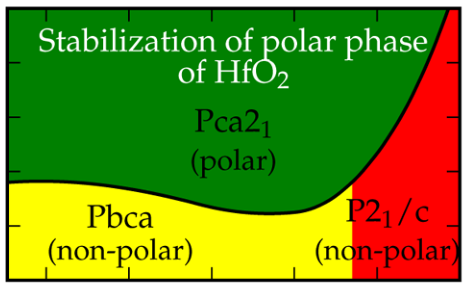 Stabilization of polar phase
of HfO₂
Pca2₁
(polar)
Pbca
(non-polar)
P2₁/c
(non-polar)